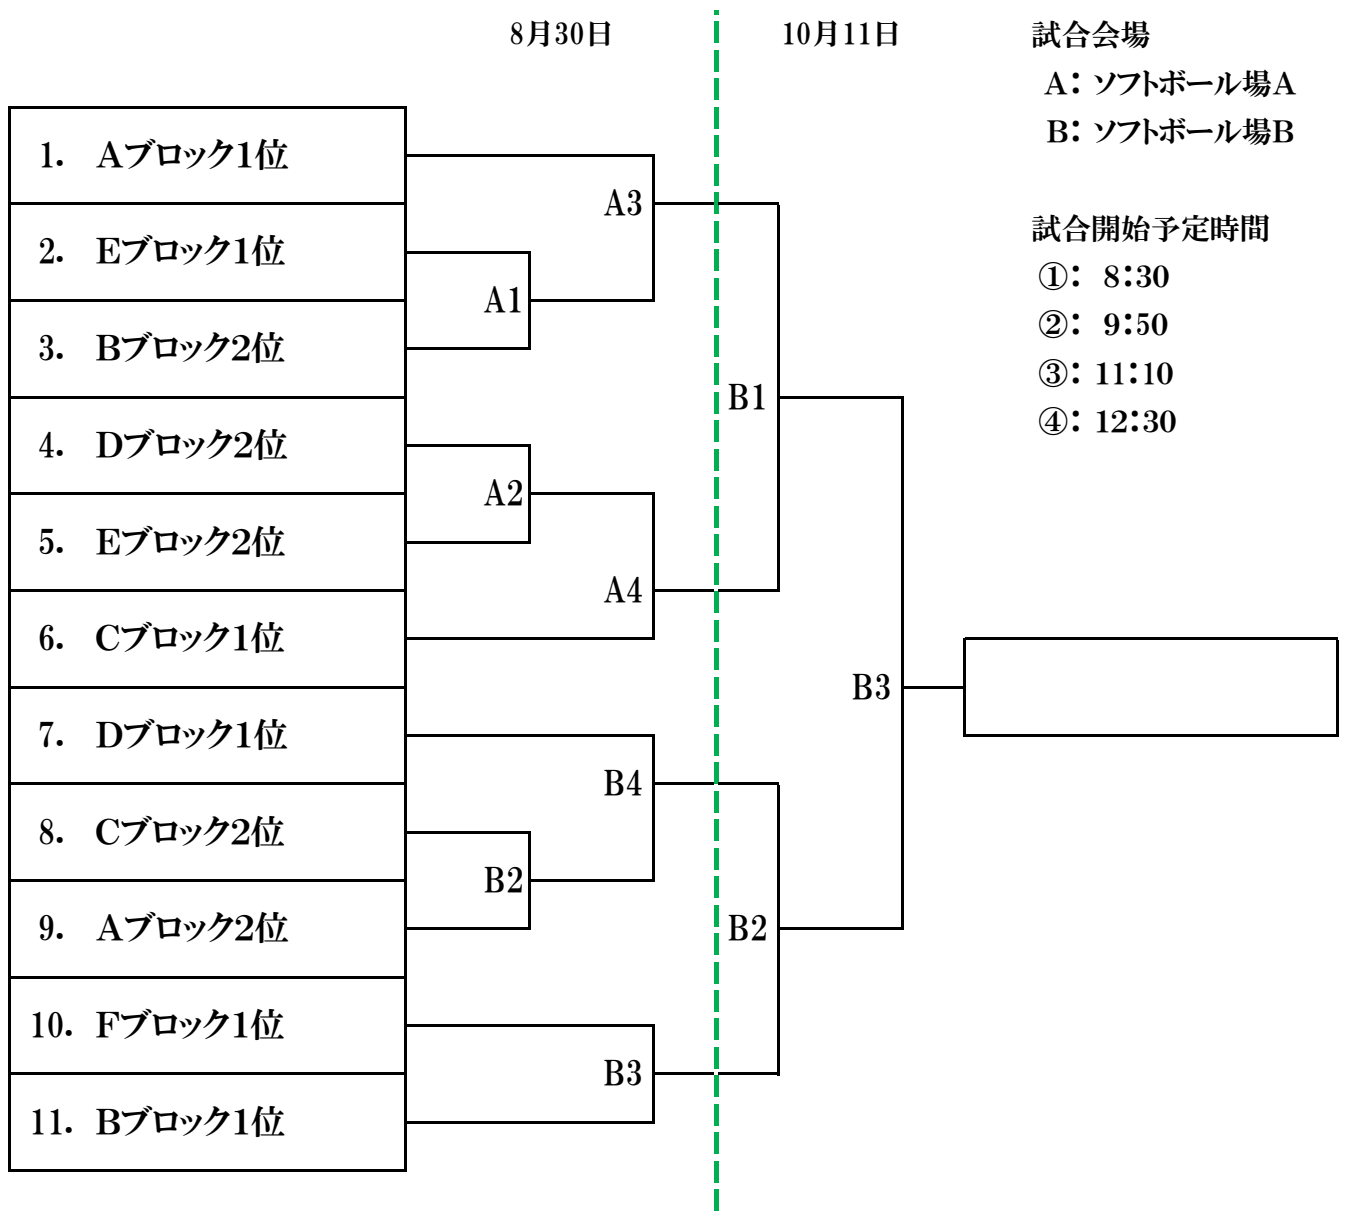 8月30日
10月11日
試合会場
A：ソフトボール場A
B：ソフトボール場B
試合開始予定時間
①： 8：30
②： 9：50
③：11：10
④：12：30
1. Aブロック1位
2. Eブロック1位
3. Bブロック2位
4. Dブロック2位
5. Eブロック2位
6. Cブロック1位
7. Dブロック1位
8. Cブロック2位
9. Aブロック2位
10. Fブロック1位
11. Bブロック1位
A3
A1
A2
A4
B4
B2
B3
B1
B2
B3